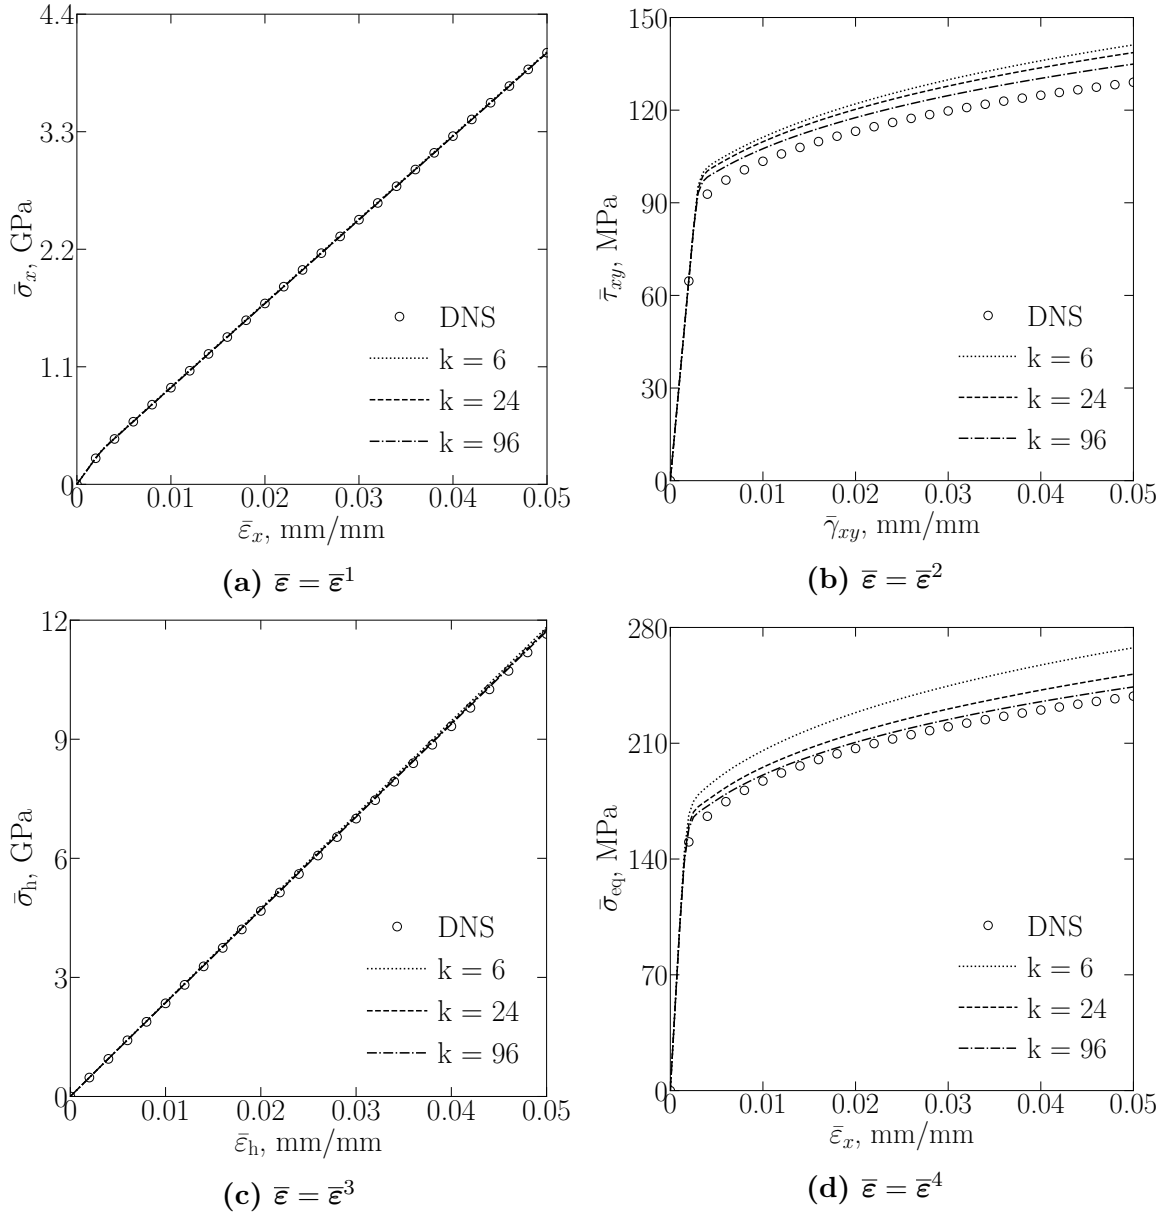 4.4
3.3
2.2
1.1
0
σ̄x, GPa
DNS
k = 6
k = 24
k = 96
0 0.01 0.02 0.03 0.04 0.05
ε̄x, mm/mm
(a) ε̄ = ε̄¹
150
120
90
60
30
0
τ̄xy, MPa
DNS
k = 6
k = 24
k = 96
0 0.01 0.02 0.03 0.04 0.05
γ̄xy, mm/mm
(b) ε̄ = ε̄²
12
9
6
3
0
σ̄h, GPa
DNS
k = 6
k = 24
k = 96
0 0.01 0.02 0.03 0.04 0.05
ε̄h, mm/mm
(c) ε̄ = ε̄³
280
210
140
70
0
σ̄eq, MPa
DNS
k = 6
k = 24
k = 96
0 0.01 0.02 0.03 0.04 0.05
ε̄x, mm/mm
(d) ε̄ = ε̄⁴